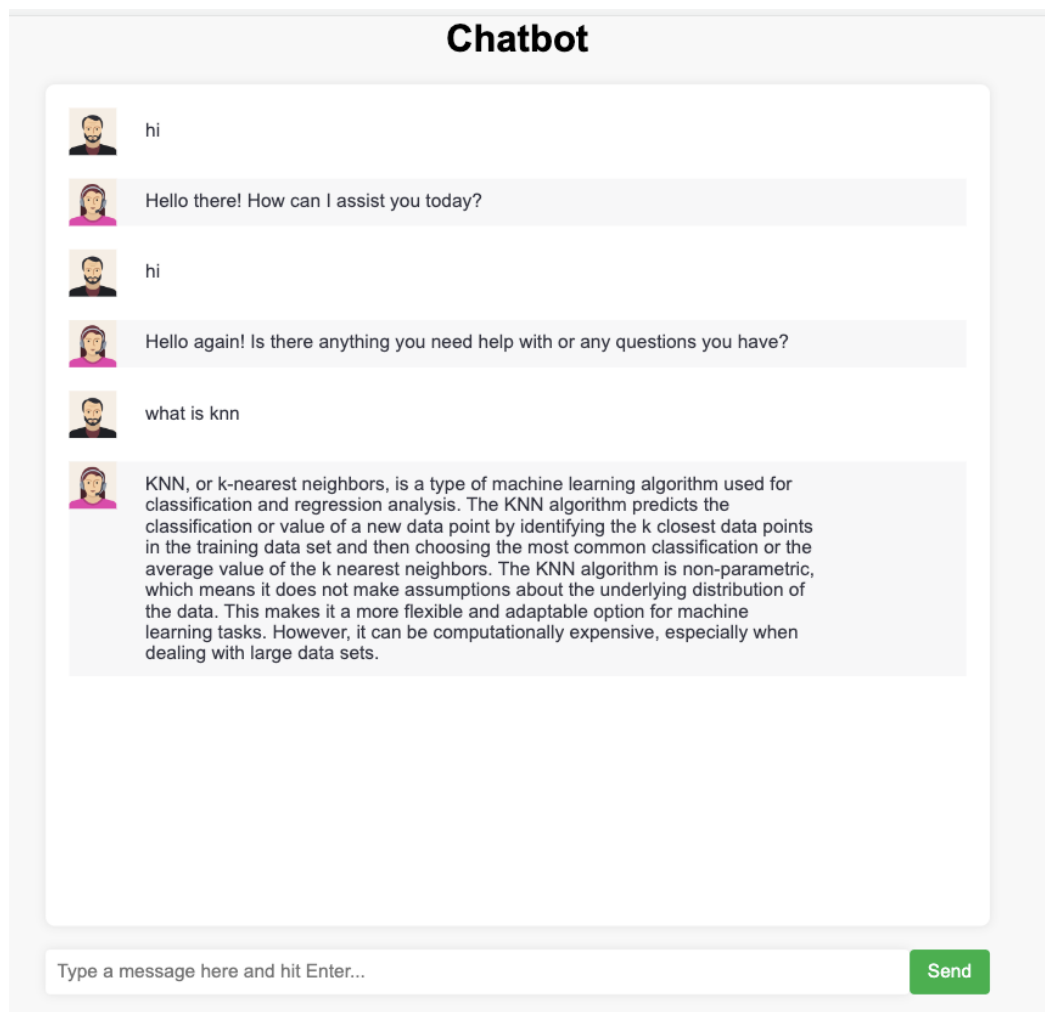 Chatbot
hi
Hello there! How can I assist you today?
hi
Hello again! Is there anything you need help with or any questions you have?
what is knn
KNN, or k-nearest neighbors, is a type of machine learning algorithm used for
classification and regression analysis. The KNN algorithm predicts the
classification or value of a new data point by identifying the k closest data points
in the training data set and then choosing the most common classification or the
average value of the k nearest neighbors. The KNN algorithm is non-parametric,
which means it does not make assumptions about the underlying distribution of
the data. This makes it a more flexible and adaptable option for machine
learning tasks. However, it can be computationally expensive, especially when
dealing with large data sets.
Type a message here and hit Enter...
Send